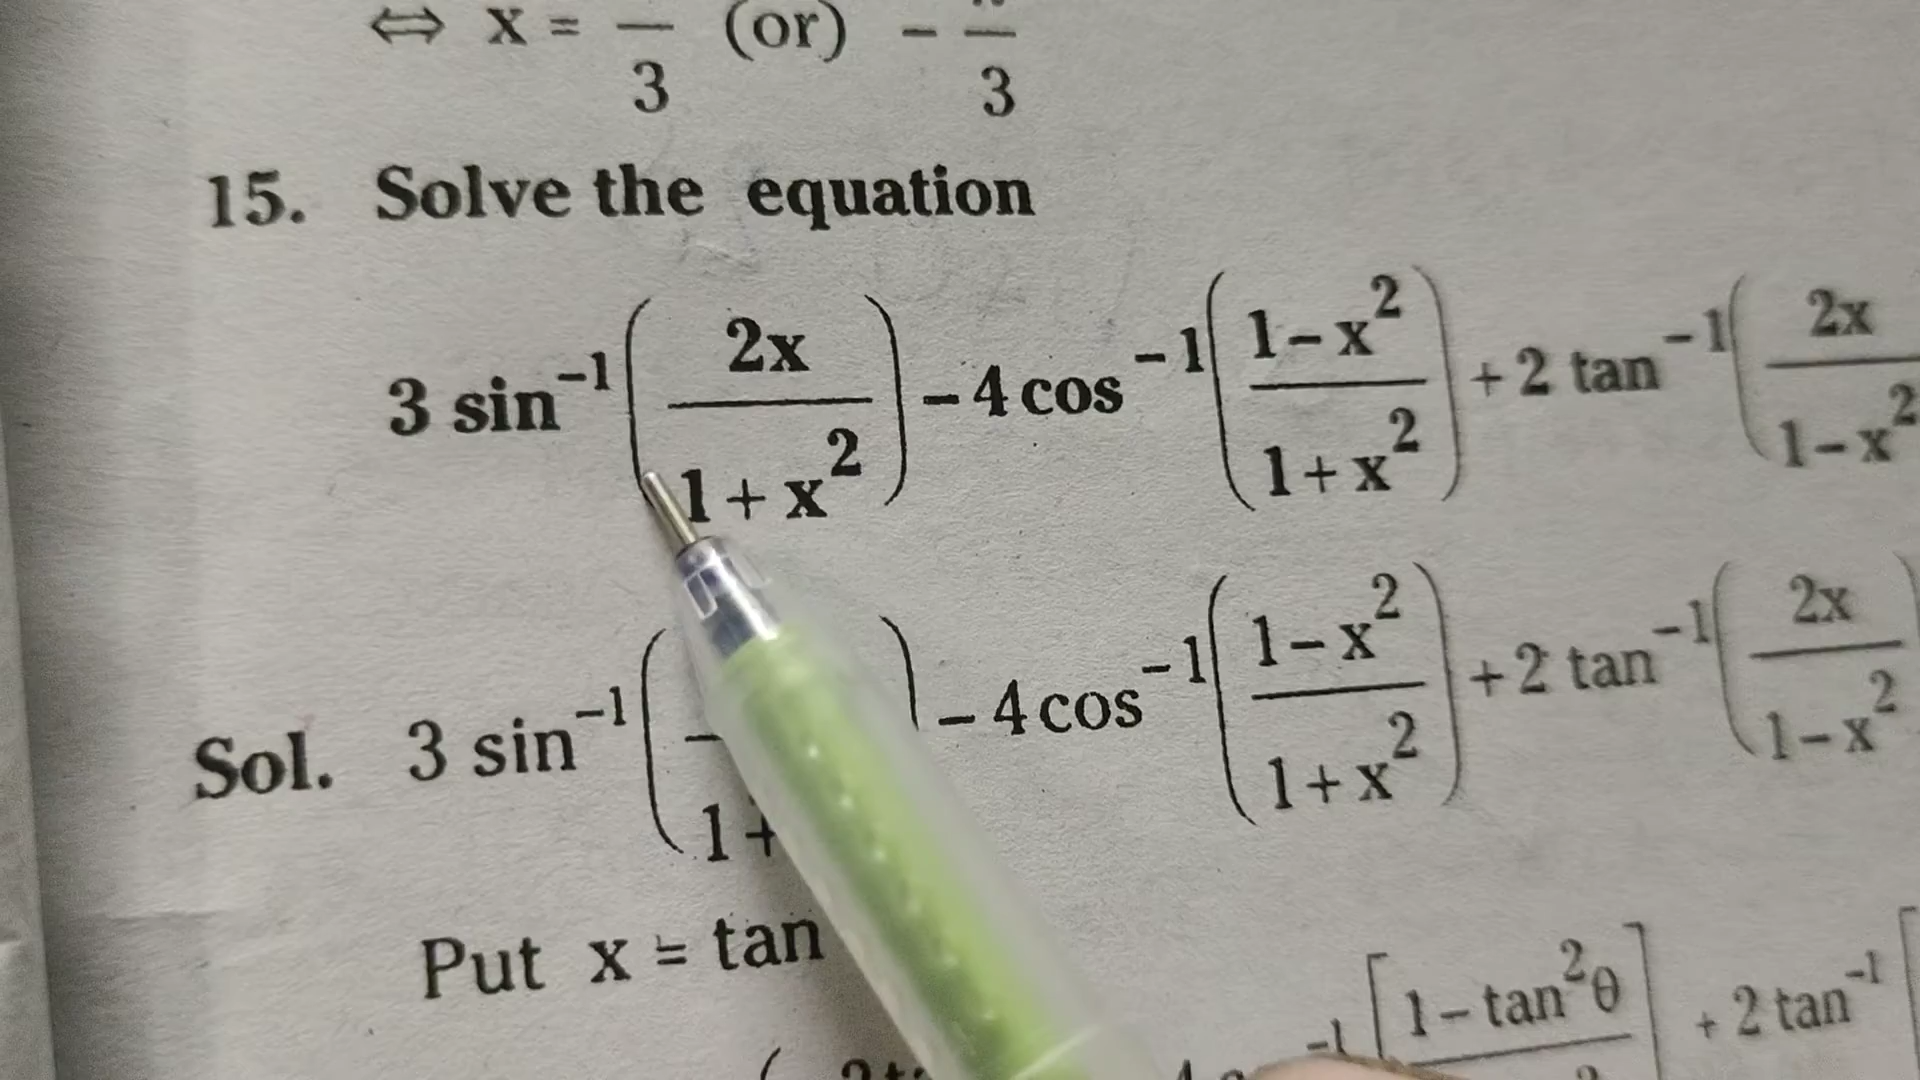 ⇔ x = — 3 (or) − — 3
15. Solve the equation
3 sin⁻¹(2x/1+x²) − 4 cos⁻¹(1−x²/1+x²) + 2 tan⁻¹(2x/1−x²
Sol. 3 sin⁻¹( 1+ ) − 4 cos⁻¹(1−x²/1+x²) + 2 tan⁻¹(2x/1−x²
Put x = tan
⁻¹[1−tan²θ ] + 2 tan⁻¹[